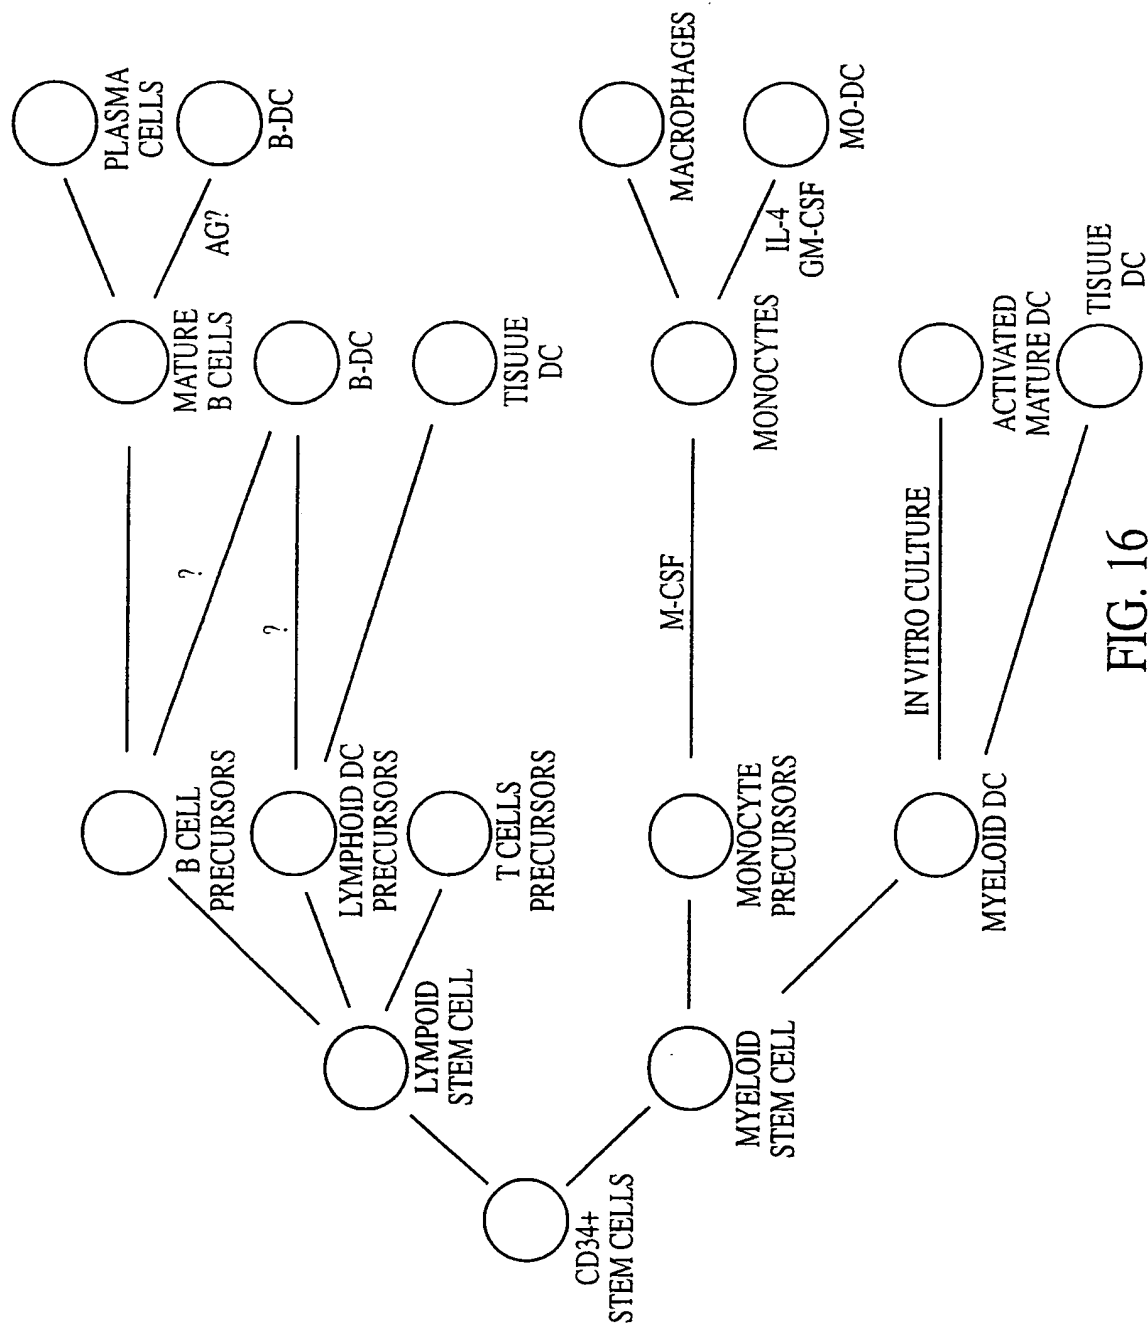 CD34+
STEM CELLS
LYMPOID
STEM CELL
MYELOID
STEM CELL
B CELL
PRECURSORS
LYMPHOID DC
PRECURSORS
T CELLS
PRECURSORS
MONOCYTE
PRECURSORS
MYELOID DC
?
?
M-CSF
IN VITRO CULTURE
MATURE
B CELLS
B-DC
TISUUE
DC
MONOCYTES
ACTIVATED
MATURE DC
TISUUE
DC
AG?
IL-4
GM-CSF
PLASMA
CELLS
B-DC
MACROPHAGES
MO-DC
FIG. 16